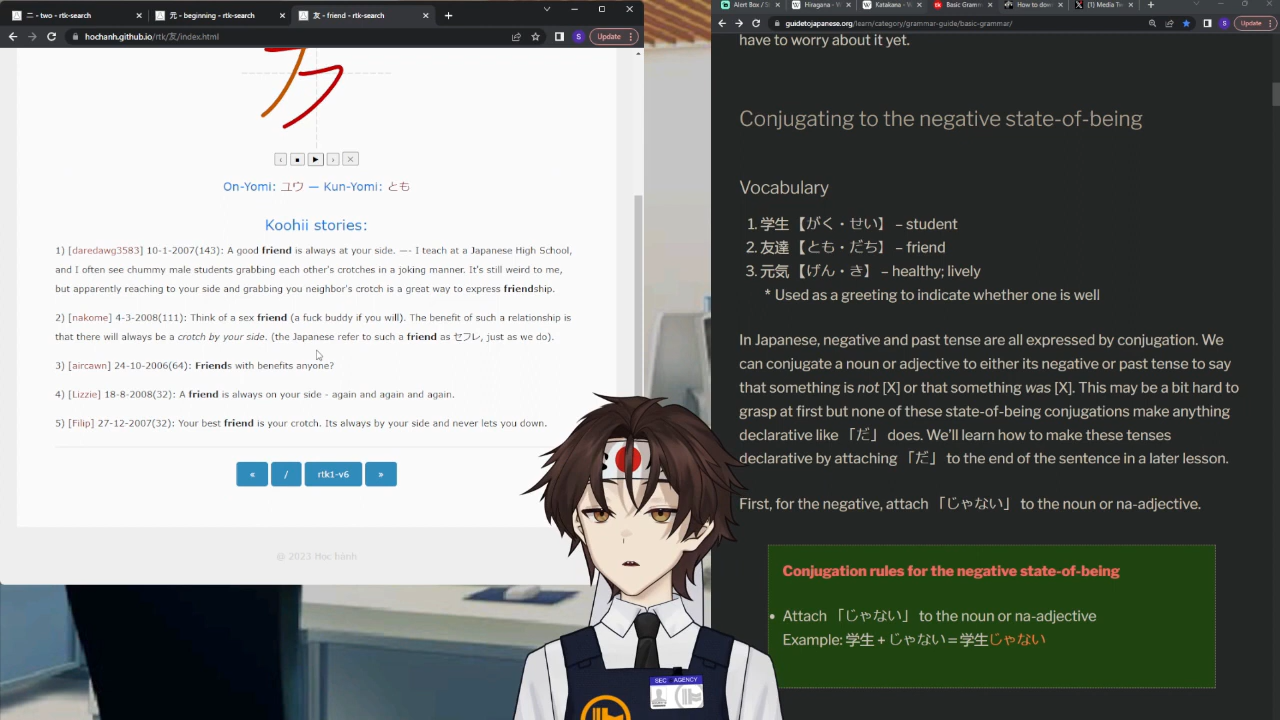 二 - two - rtk-search
元 - beginning - rtk-search
友 - friend - rtk-search
hochanh.github.io/rtk/友/index.html
S
Update
On-Yomi: ユウ — Kun-Yomi: とも
Koohii stories:
1) [daredawg3583] 10-1-2007(143): A good friend is always at your side. —- I teach at a Japanese High School,
and I often see chummy male students grabbing each other's crotches in a joking manner. It's still weird to me,
but apparently reaching to your side and grabbing you neighbor's crotch is a great way to express friendship.
2) [nakome] 4-3-2008(111): Think of a sex friend (a fuck buddy if you will). The benefit of such a relationship is
that there will always be a crotch by your side. (the Japanese refer to such a friend as セフレ, just as we do).
3) [aircawn] 24-10-2006(64): Friends with benefits anyone?
4) [Lizzie] 18-8-2008(32): A friend is always on your side - again and again and again.
5) [Filip] 27-12-2007(32): Your best friend is your crotch. Its always by your side and never lets you down.
«
/
rtk1-v6
»
@ 2023 Học hành
Alert Box / S
Hiragana - W
Katakana - W
Basic Gramm
How to dow
[Media Tw
guidetojapanese.org/learn/category/grammar-guide/basic-grammar/
S
Update
have to worry about it yet.
Conjugating to the negative state-of-being
Vocabulary
1. 学生【がく・せい】 – student
2. 友達【とも・だち】 – friend
3. 元気【げん・き】 – healthy; lively
* Used as a greeting to indicate whether one is well
In Japanese, negative and past tense are all expressed by conjugation. We
can conjugate a noun or adjective to either its negative or past tense to say
that something is not [X] or that something was [X]. This may be a bit hard to
grasp at first but none of these state-of-being conjugations make anything
declarative like 「だ」 does. We'll learn how to make these tenses
declarative by attaching 「だ」 to the end of the sentence in a later lesson.
First, for the negative, attach 「じゃない」 to the noun or na-adjective.
Conjugation rules for the negative state-of-being
• Attach 「じゃない」 to the noun or na-adjective
Example: 学生 + じゃない = 学生じゃない
SEC AGENCY